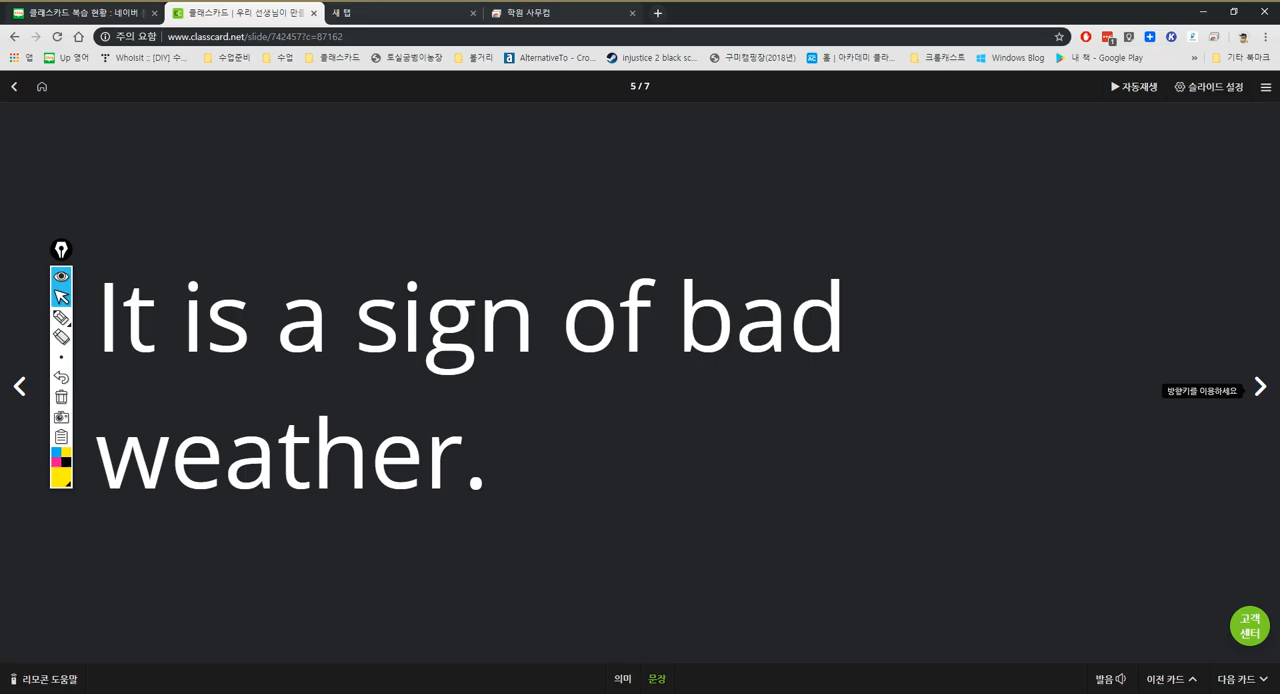 클래스카드 복습 현황 : 네이버
클래스카드 | 우리 선생님이 만든
새 탭
학원 사무컴
주의 요함 | www.classcard.net/slide/742457?c=87162
앱
Up 영어
WhoIsIt :: [DIY] 수...
수업준비
수업
클래스카드
토실굼벵이농장
볼거리
AlternativeTo - Cro...
injustice 2 black sc...
구미캠핑장(2018년)
홈 | 아카데미 클라...
크롬캐스트
Windows Blog
내 책 - Google Play
»
기타 북마크
5 / 7
자동재생
슬라이드 설정
It is a sign of bad
weather.
방향키를 이용하세요
고객
센터
리모콘 도움말
의미
문장
발음
이전 카드
다음 카드